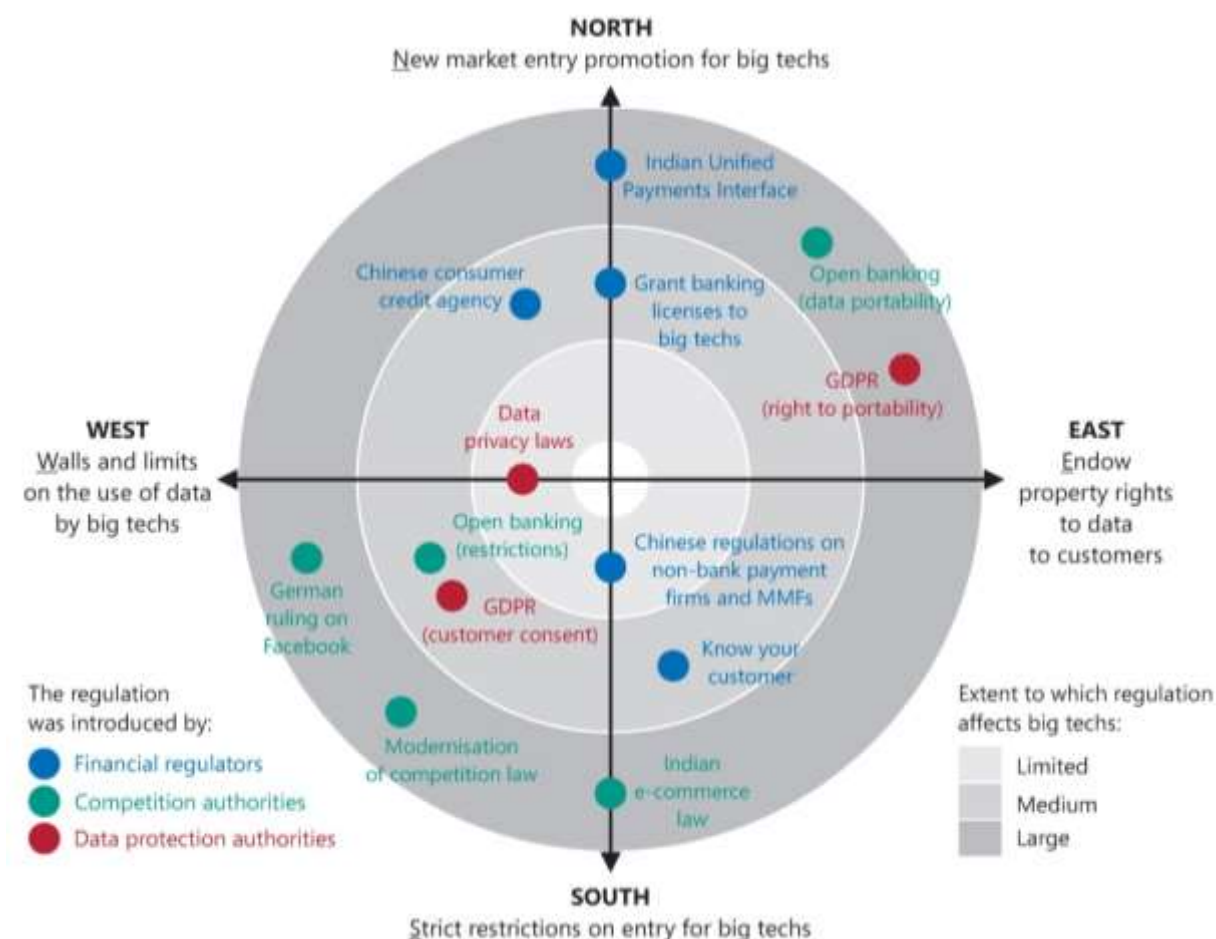 NORTH
New market entry promotion for big techs
Indian Unified
Payments Interface
Open banking
(data portability)
Chinese consumer
credit agency
Grant banking
licenses to
big techs
GDPR
(right to portability)
Data
privacy laws
WEST
Walls and limits
on the use of data
by big techs
EAST
Endow
property rights
to data
to customers
Open banking
(restrictions)
Chinese regulations on
non-bank payment
firms and MMFs
German
ruling on
Facebook
GDPR
(customer consent)
Know your
customer
Modernisation
of competition law
Indian
e-commerce
law
The regulation
was introduced by:
Financial regulators
Competition authorities
Data protection authorities
Extent to which regulation
affects big techs:
Limited
Medium
Large
SOUTH
Strict restrictions on entry for big techs